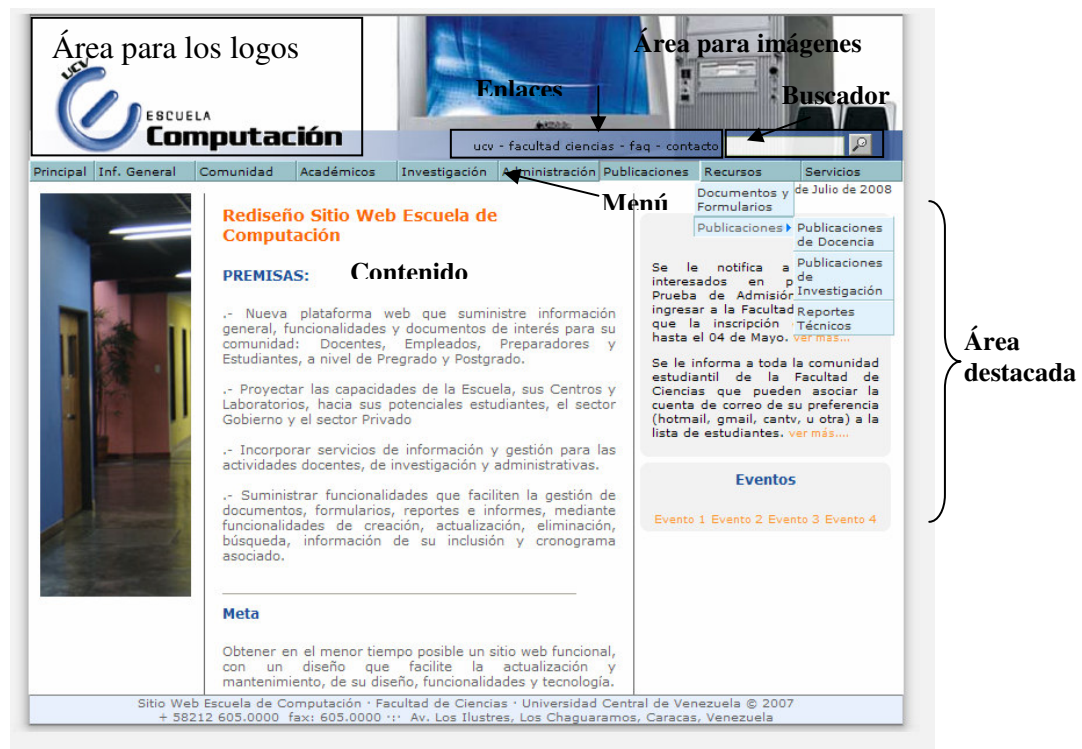 Área para los logos
Área para imágenes
UCV
ESCUELA
Computación
Enlaces
Buscador
ucv - facultad ciencias - faq - contacto
Principal Inf. General Comunidad Académicos Investigación Administración Publicaciones Recursos Servicios
Menú
de Julio de 2008
Documentos y
Formularios
Publicaciones
Publicaciones
de Docencia
Publicaciones
de
Investigación
Reportes
Técnicos
Rediseño Sitio Web Escuela de
Computación
PREMISAS:
Contenido
.- Nueva plataforma web que suministre información
general, funcionalidades y documentos de interés para su
comunidad: Docentes, Empleados, Preparadores y
Estudiantes, a nivel de Pregrado y Postgrado.
.- Proyectar las capacidades de la Escuela, sus Centros y
Laboratorios, hacia sus potenciales estudiantes, el sector
Gobierno y el sector Privado
.- Incorporar servicios de información y gestión para las
actividades docentes, de investigación y administrativas.
.- Suministrar funcionalidades que faciliten la gestión de
documentos, formularios, reportes e informes, mediante
funcionalidades de creación, actualización, eliminación,
búsqueda, información de su inclusión y cronograma
asociado.
Meta
Obtener en el menor tiempo posible un sitio web funcional,
con un diseño que facilite la actualización y
mantenimiento, de su diseño, funcionalidades y tecnología.
Se le notifica a
interesados en p
Prueba de Admisión
ingresar a la Facultad
que la inscripción
hasta el 04 de Mayo. ver más...
Se le informa a toda la comunidad
estudiantil de la Facultad de
Ciencias que pueden asociar la
cuenta de correo de su preferencia
(hotmail, gmail, cantv, u otra) a la
lista de estudiantes. ver más....
Eventos
Evento 1 Evento 2 Evento 3 Evento 4
Área
destacada
Sitio Web Escuela de Computación · Facultad de Ciencias · Universidad Central de Venezuela © 2007
+ 58212 605.0000 fax: 605.0000 ·:· Av. Los Ilustres, Los Chaguaramos, Caracas, Venezuela